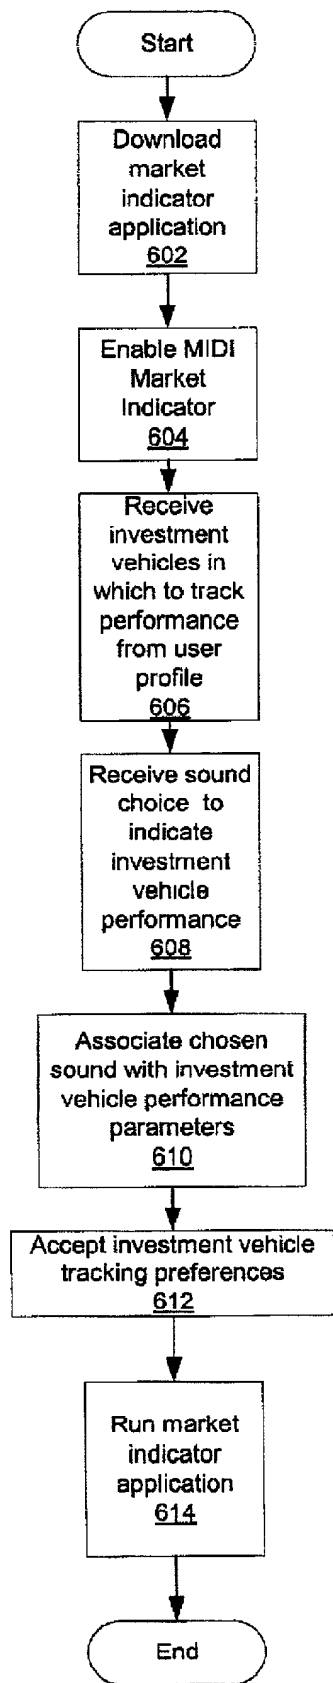 Start
Download
market
indicator
application
602
Enable MIDI
Market
Indicator
604
Receive
investment
vehicles in
which to track
performance
from user
profile
606
Receive sound
choice to
indicate
investment
vehicle
performance
608
Associate chosen
sound with investment
vehicle performance
parameters
610
Accept investment vehicle
tracking preferences
612
Run market
indicator
application
614
End